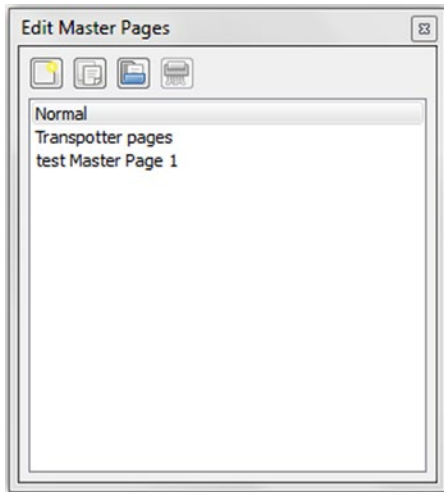 Edit Master Pages
Normal
Transpotter pages
test Master Page 1